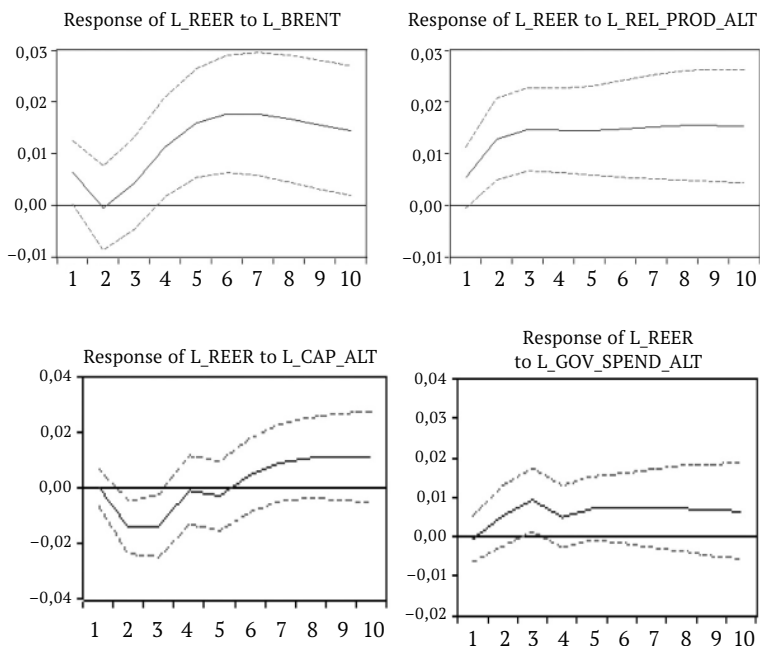 Response of L_REER to L_BRENT
0,03
0,02
0,01
0,00
−0,01
1 2 3 4 5 6 7 8 9 10
Response of L_REER to L_REL_PROD_ALT
0,03
0,02
0,01
0,00
−0,01
1 2 3 4 5 6 7 8 9 10
Response of L_REER to L_CAP_ALT
0,04
0,02
0,00
−0,02
−0,04
1 2 3 4 5 6 7 8 9 10
Response of L_REER
to L_GOV_SPEND_ALT
0,04
0,03
0,02
0,01
0,00
−0,01
−0,02
1 2 3 4 5 6 7 8 9 10